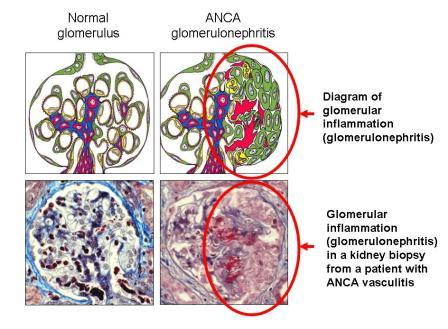 Normal
glomerulus
ANCA
glomerulonephritis
Diagram of
glomerular
inflammation
(glomerulonephritis)
Glomerular
inflammation
(glomerulonephritis)
in a kidney biopsy
from a patient with
ANCA vasculitis